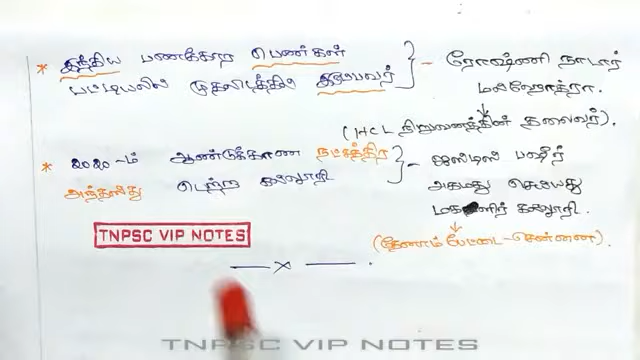 * இந்திய பணக்கார பெண்கள் } - ரோஷ்ணி நாடார்
பட்டியலில் முதலிடத்தில் இருப்பவர் மல்ஹோத்ரா.
(HCL நிறுவனத்தின் தலைவர்).
* 2020-ம் ஆண்டுக்கான நட்சத்திர } - ஜஸ்டிஸ் பஷீர்
அந்தஸ்து பெற்ற கல்லூரி அகமது சையது
மகளிர் கல்லூரி.
(தேனாம்பேட்டை - சென்னை).
TNPSC VIP NOTES
TNPSC VIP NOTES